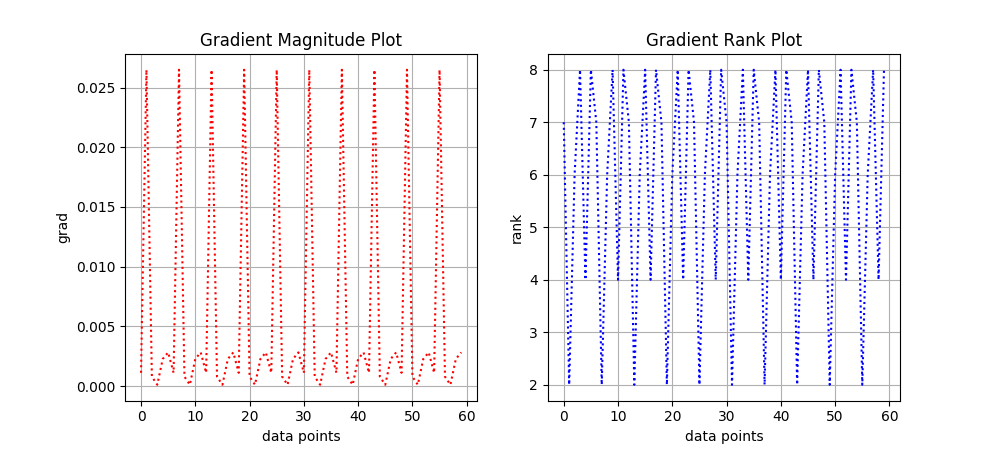 Gradient Magnitude Plot
grad
0.025
0.020
0.015
0.010
0.005
0.000
0 10 20 30 40 50 60
data points
Gradient Rank Plot
rank
8
7
6
5
4
3
2
0 10 20 30 40 50 60
data points